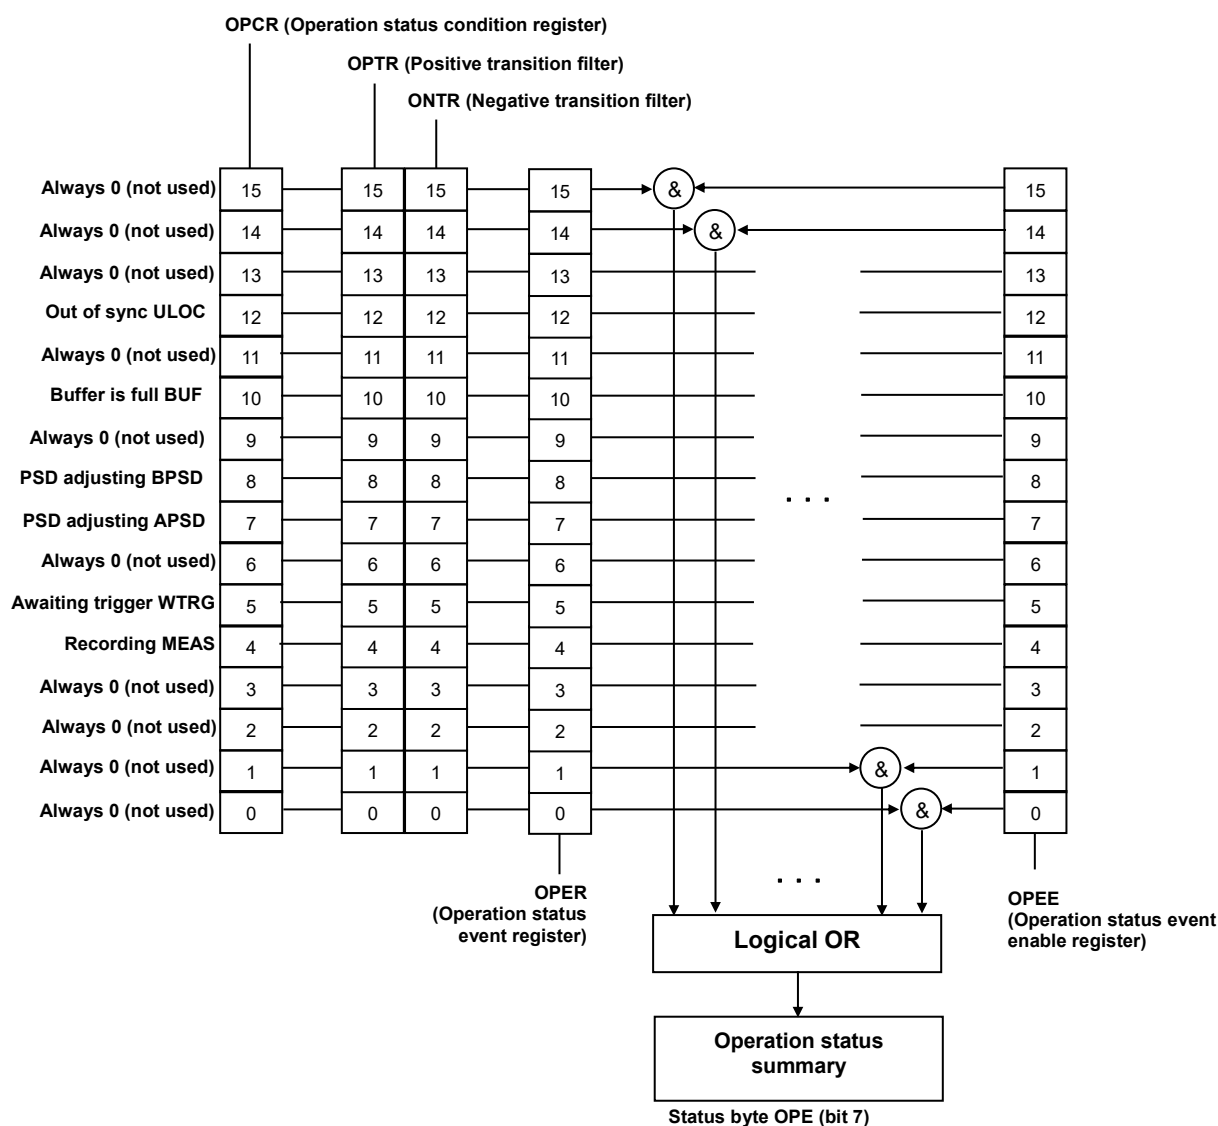 OPCR (Operation status condition register)
OPTR (Positive transition filter)
ONTR (Negative transition filter)
Always 0 (not used) 15 15 15 15 & 15
Always 0 (not used) 14 14 14 14 & 14
Always 0 (not used) 13 13 13 13 13
Out of sync ULOC 12 12 12 12 12
Always 0 (not used) 11 11 11 11 11
Buffer is full BUF 10 10 10 10 10
Always 0 (not used) 9 9 9 9 9
PSD adjusting BPSD 8 8 8 8 8
. . .
PSD adjusting APSD 7 7 7 7 7
Always 0 (not used) 6 6 6 6 6
Awaiting trigger WTRG 5 5 5 5 5
Recording MEAS 4 4 4 4 4
Always 0 (not used) 3 3 3 3 3
Always 0 (not used) 2 2 2 2 2
Always 0 (not used) 1 1 1 1 & 1
Always 0 (not used) 0 0 0 0 & 0
. . .
OPER
(Operation status
event register)
OPEE
(Operation status event
enable register)
Logical OR
Operation status
summary
Status byte OPE (bit 7)